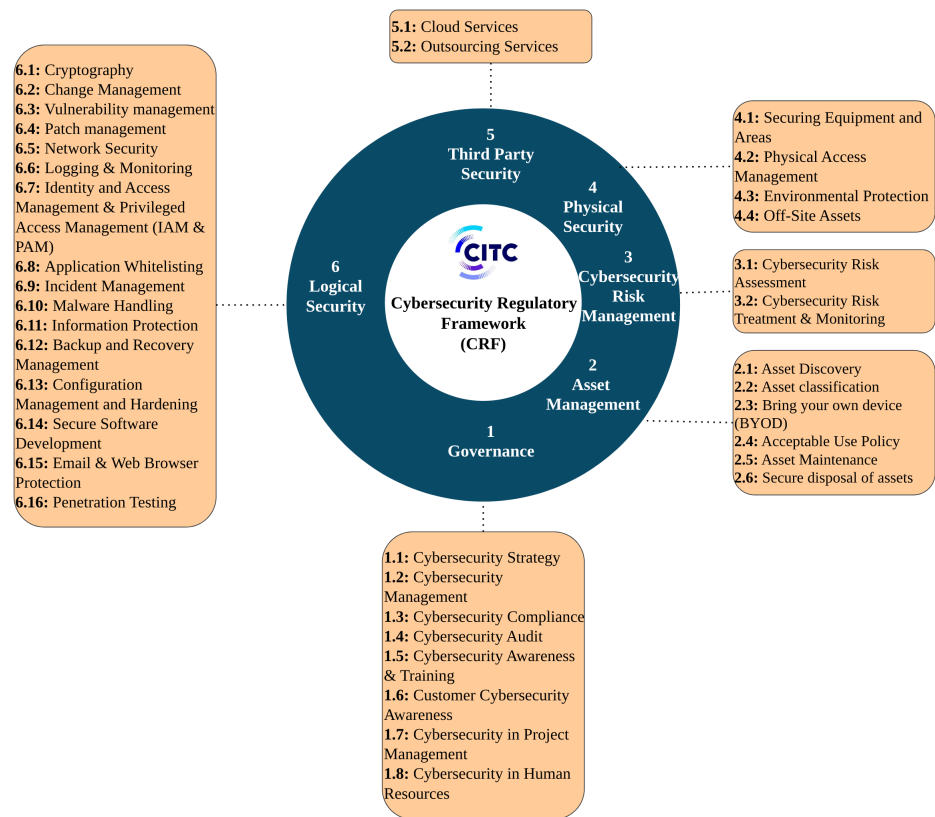 5.1: Cloud Services
5.2: Outsourcing Services
6.1: Cryptography
6.2: Change Management
6.3: Vulnerability management
6.4: Patch management
6.5: Network Security
6.6: Logging & Monitoring
6.7: Identity and Access
Management & Privileged
Access Management (IAM &
PAM)
6.8: Application Whitelisting
6.9: Incident Management
6.10: Malware Handling
6.11: Information Protection
6.12: Backup and Recovery
Management
6.13: Configuration
Management and Hardening
6.14: Secure Software
Development
6.15: Email & Web Browser
Protection
6.16: Penetration Testing
5
Third Party
Security
4
Physical
Security
3
Cybersecurity
Risk
Management
2
Asset
Management
1
Governance
6
Logical
Security
CITC
Cybersecurity Regulatory
Framework
(CRF)
4.1: Securing Equipment and
Areas
4.2: Physical Access
Management
4.3: Environmental Protection
4.4: Off-Site Assets
3.1: Cybersecurity Risk
Assessment
3.2: Cybersecurity Risk
Treatment & Monitoring
2.1: Asset Discovery
2.2: Asset classification
2.3: Bring your own device
(BYOD)
2.4: Acceptable Use Policy
2.5: Asset Maintenance
2.6: Secure disposal of assets
1.1: Cybersecurity Strategy
1.2: Cybersecurity
Management
1.3: Cybersecurity Compliance
1.4: Cybersecurity Audit
1.5: Cybersecurity Awareness
& Training
1.6: Customer Cybersecurity
Awareness
1.7: Cybersecurity in Project
Management
1.8: Cybersecurity in Human
Resources